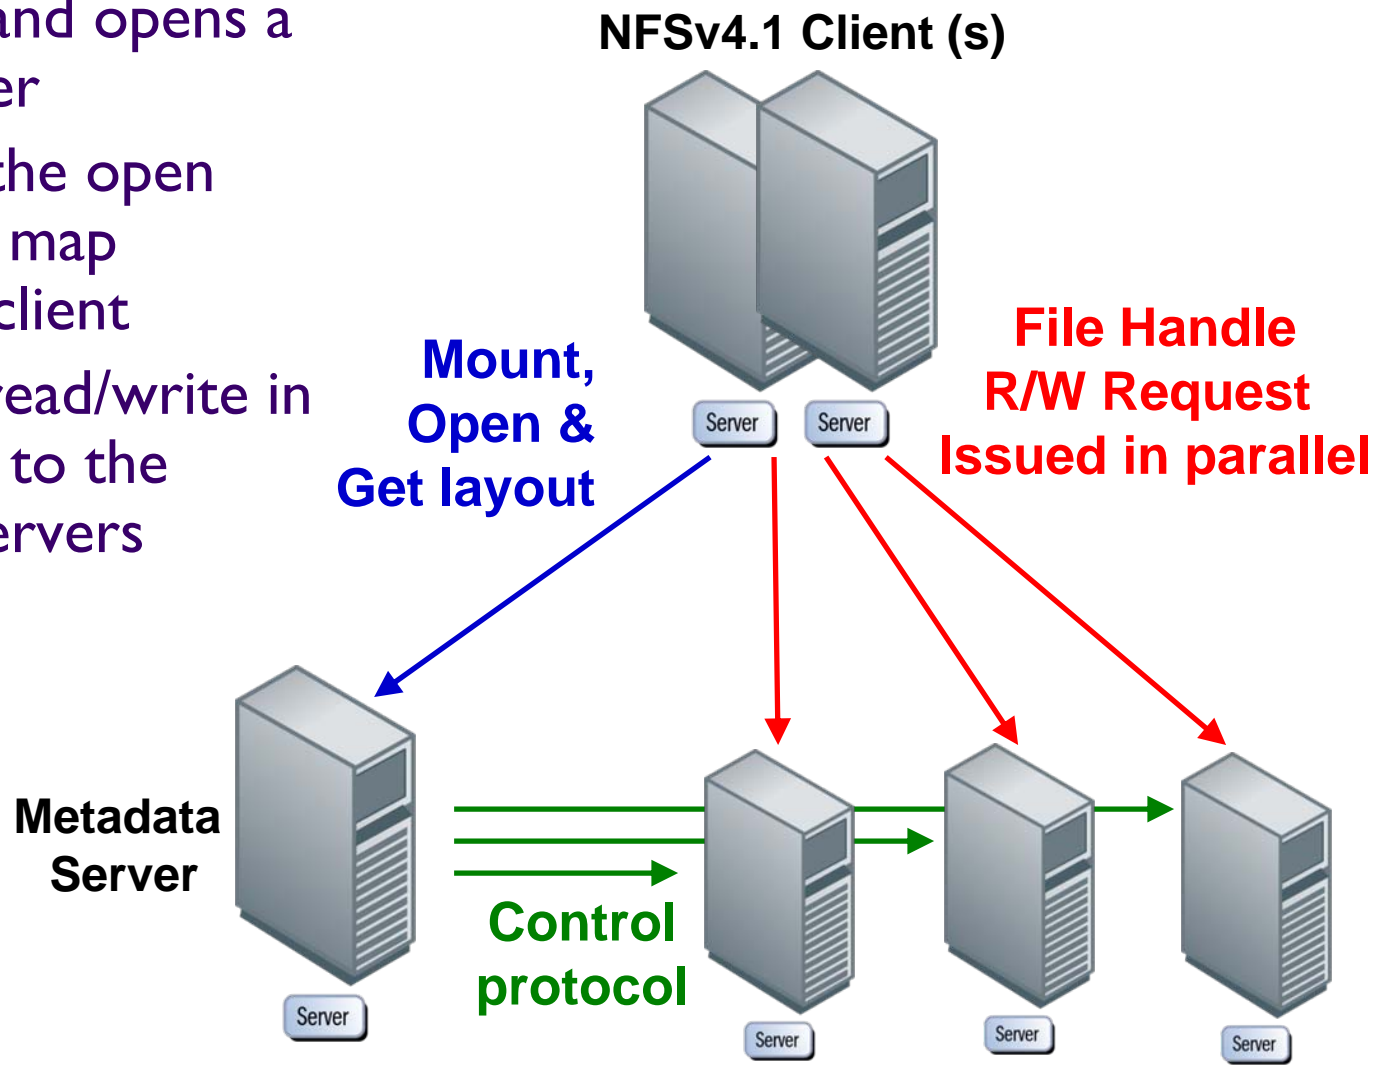 and opens a
er
the open
map
client
read/write in
to the
ervers
NFSv4.1 Client (s)
Server
Server
Mount,
Open &
Get layout
File Handle
R/W Request
Issued in parallel
Metadata
Server
Server
Control
protocol
Server
Server
Server